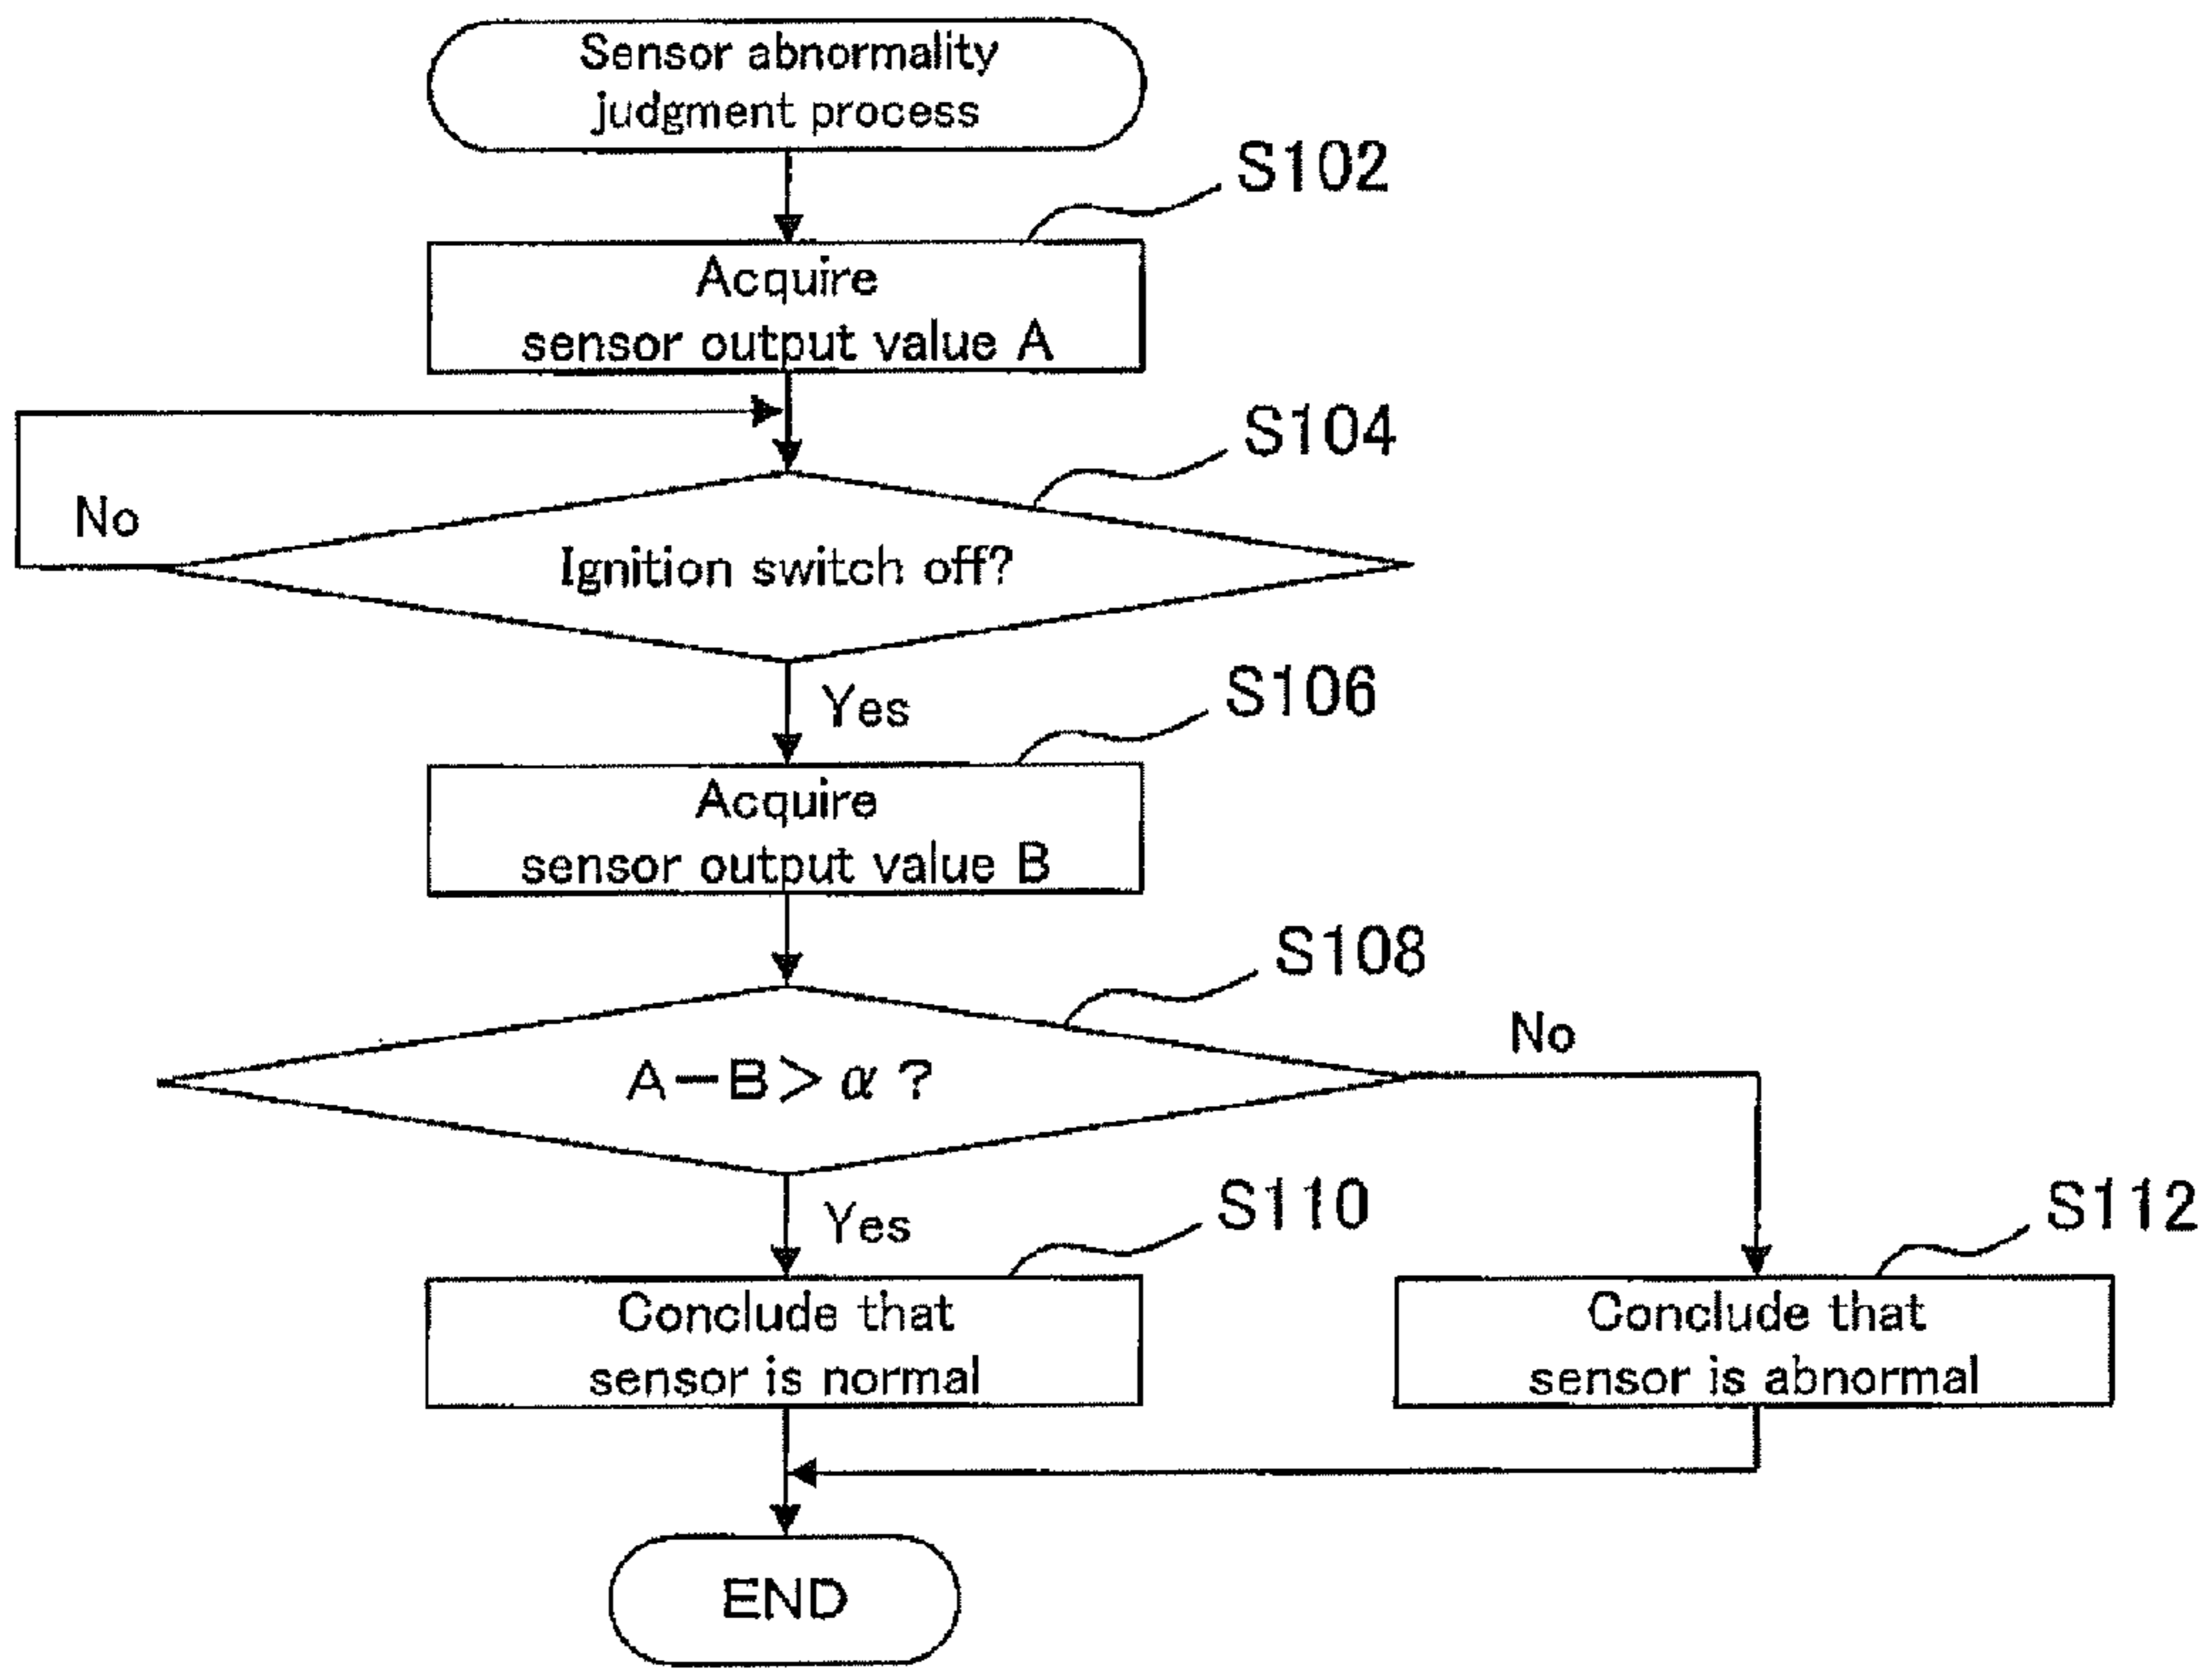 Sensor abnormality
judgment process
S102
Acquire
sensor output value A
S104
No
Ignition switch off?
Yes
S106
Acquire
sensor output value B
S108
No
A－B＞α？
Yes
S110
S112
Conclude that
sensor is normal
Conclude that
sensor is abnormal
END